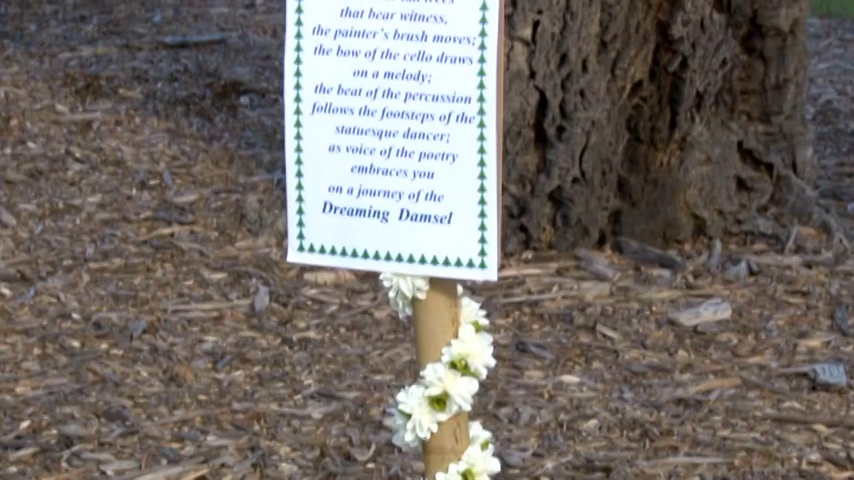 that bear witness,
the painter's brush moves;
the bow of the cello draws
on a melody;
the beat of the percussion
follows the footsteps of the
statuesque dancer;
as voice of the poetry
embraces you
on a journey of the
Dreaming Damsel